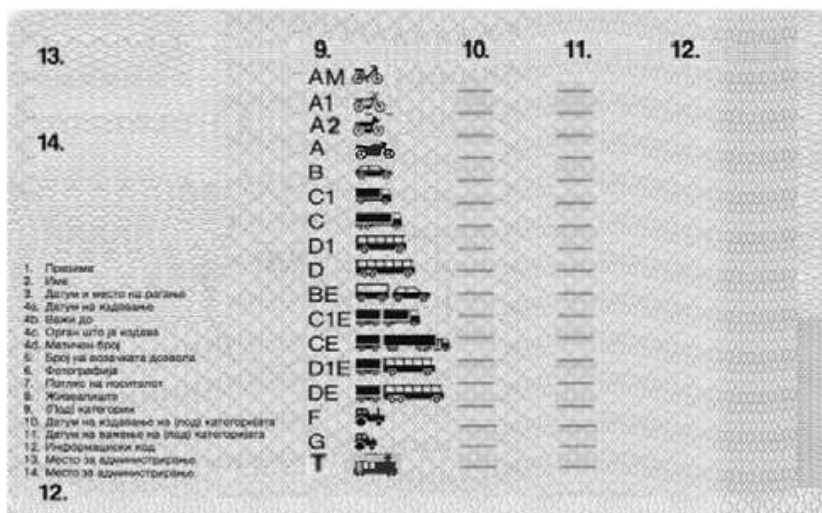 13.
14.
9. 10. 11. 12.
AM
A1
A2
A
B
C1
C
D1
D
BE
C1E
CE
D1E
DE
F
G
T
1. Презиме
2. Име
3. Датум и место на раѓање
4a. Датум на издавање
4b. Важи до
4c. Орган што ја издава
4d. Матичен број
5. Број на возачката дозвола
6. Фотографија
7. Потпис на носителот
8. Живеалиште
9. (Под) категории
10. Датум на издавање на (под) категоријата
11. Датум на важење на (под) категоријата
12. Информациски код
13. Место за администрирање
14. Место за администрирање
12.